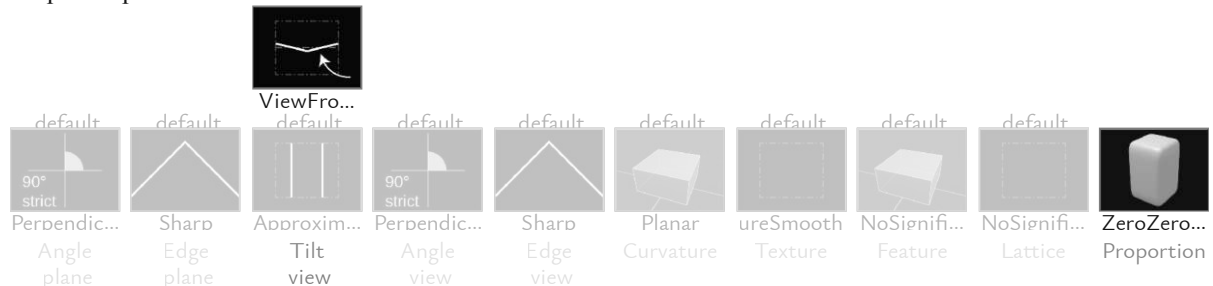 ViewFro...
default default default default default default default default default
90° 90°
strict strict
Perpendic... Sharp Approxim... Perpendic... Sharp Planar ureSmooth NoSignifi... NoSignifi... ZeroZero...
Angle Edge Tilt Angle Edge Curvature Texture Feature Lattice Proportion
plane plane view view view